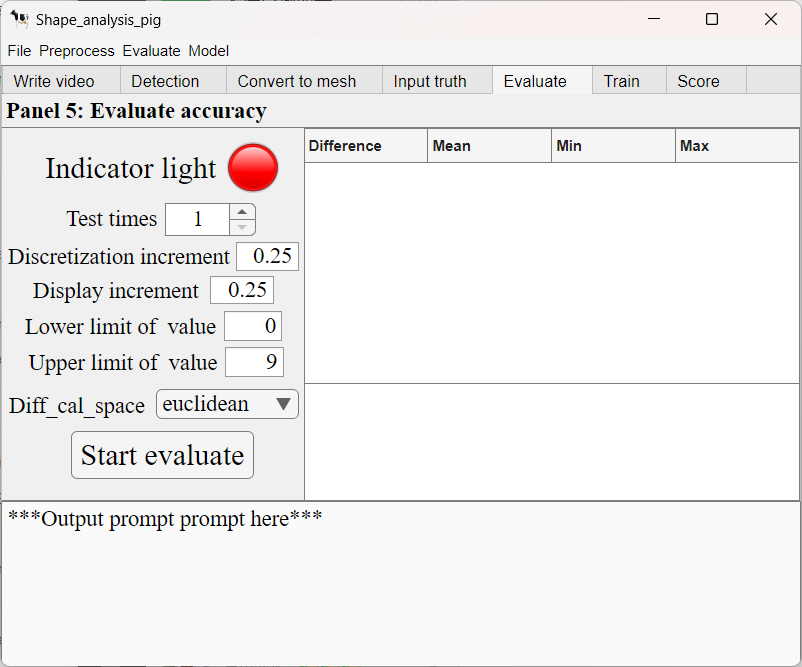 Shape_analysis_pig
File Preprocess Evaluate Model
Write video Detection Convert to mesh Input truth Evaluate Train Score
Panel 5: Evaluate accuracy
Indicator light
Test times 1
Discretization increment 0.25
Display increment 0.25
Lower limit of value 0
Upper limit of value 9
Diff_cal_space euclidean
Start evaluate
Difference Mean Min Max
***Output prompt prompt here***